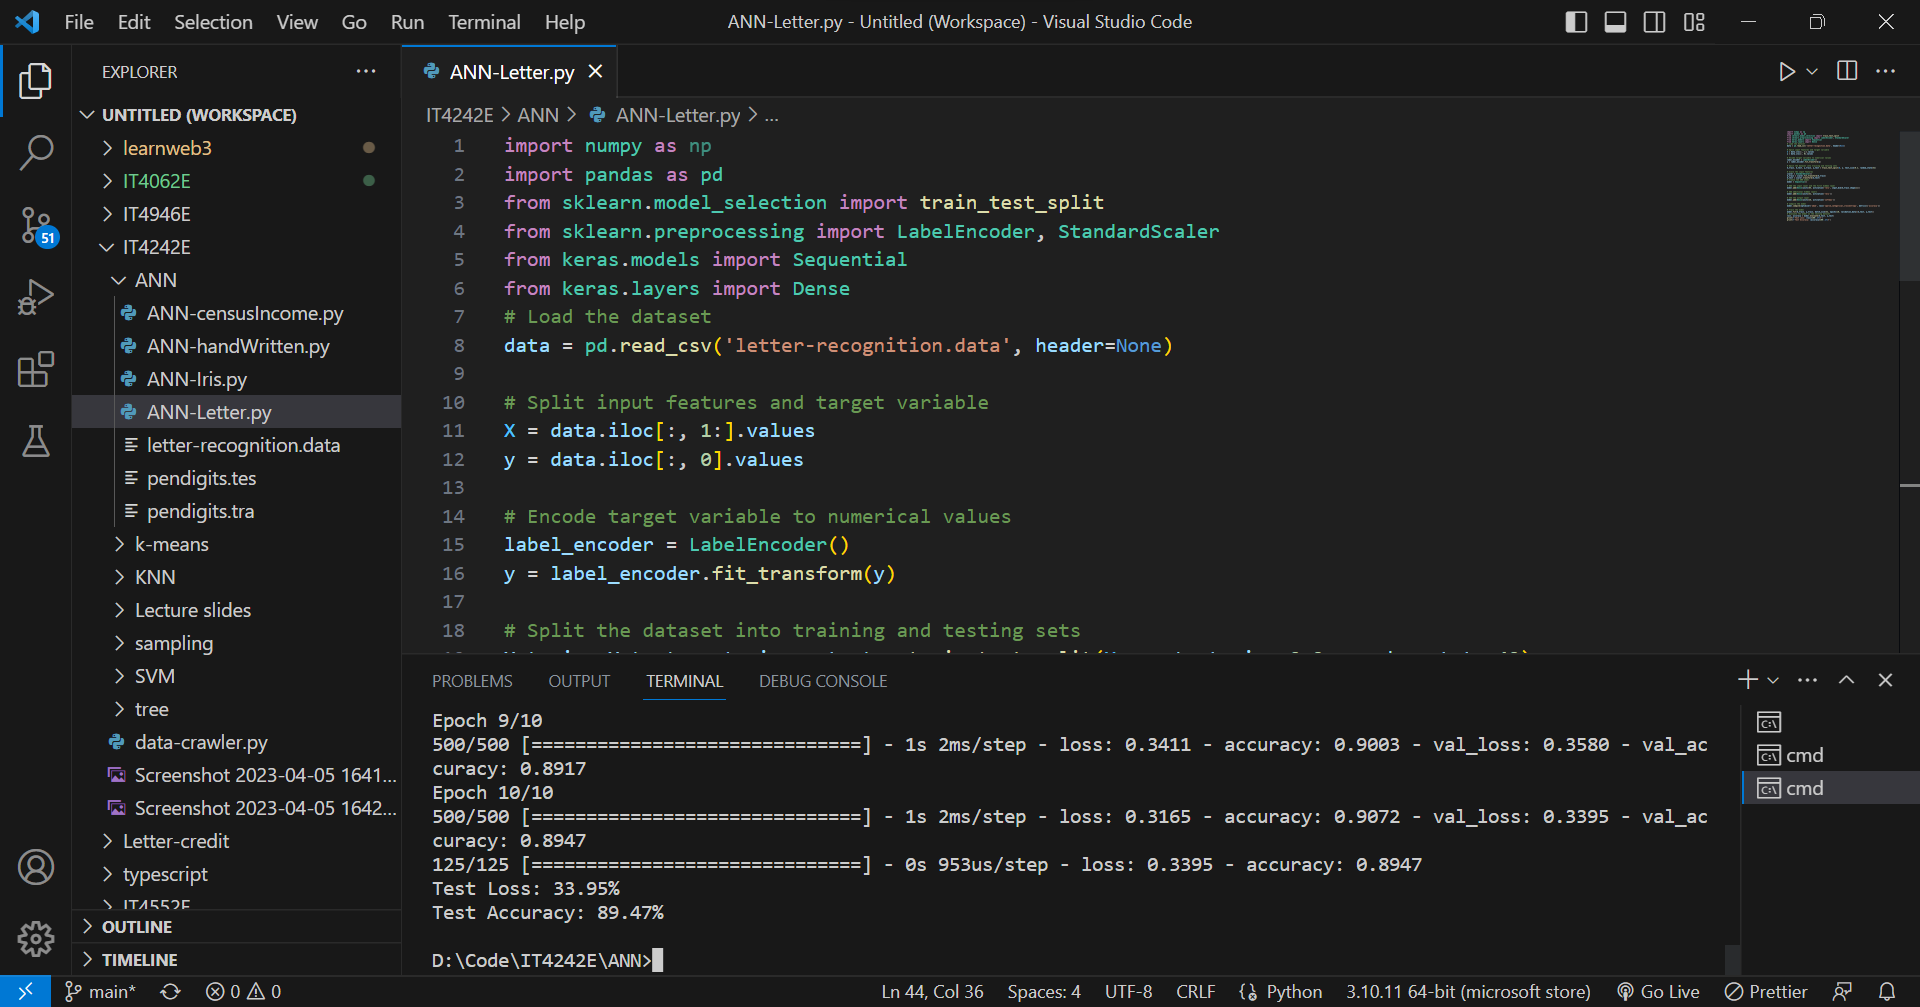 File Edit Selection View Go Run Terminal Help
ANN-Letter.py - Untitled (Workspace) - Visual Studio Code
EXPLORER
UNTITLED (WORKSPACE)
learnweb3
IT4062E
IT4946E
IT4242E
ANN
ANN-censusIncome.py
ANN-handWritten.py
ANN-Iris.py
ANN-Letter.py
letter-recognition.data
pendigits.tes
pendigits.tra
k-means
KNN
Lecture slides
sampling
SVM
tree
data-crawler.py
Screenshot 2023-04-05 1641...
Screenshot 2023-04-05 1642...
Letter-credit
typescript
IT4552E
OUTLINE
TIMELINE
51
ANN-Letter.py
IT4242E > ANN > ANN-Letter.py > ...
1 import numpy as np
2 import pandas as pd
3 from sklearn.model_selection import train_test_split
4 from sklearn.preprocessing import LabelEncoder, StandardScaler
5 from keras.models import Sequential
6 from keras.layers import Dense
7 # Load the dataset
8 data = pd.read_csv('letter-recognition.data', header=None)
9
10 # Split input features and target variable
11 X = data.iloc[:, 1:].values
12 y = data.iloc[:, 0].values
13
14 # Encode target variable to numerical values
15 label_encoder = LabelEncoder()
16 y = label_encoder.fit_transform(y)
17
18 # Split the dataset into training and testing sets
PROBLEMS OUTPUT TERMINAL DEBUG CONSOLE
Epoch 9/10
500/500 [==============================] - 1s 2ms/step - loss: 0.3411 - accuracy: 0.9003 - val_loss: 0.3580 - val_ac
curacy: 0.8917
Epoch 10/10
500/500 [==============================] - 1s 2ms/step - loss: 0.3165 - accuracy: 0.9072 - val_loss: 0.3395 - val_ac
curacy: 0.8947
125/125 [==============================] - 0s 953us/step - loss: 0.3395 - accuracy: 0.8947
Test Loss: 33.95%
Test Accuracy: 89.47%
D:\Code\IT4242E\ANN>
cmd
cmd
main* 0 0 Ln 44, Col 36 Spaces: 4 UTF-8 CRLF Python 3.10.11 64-bit (microsoft store) Go Live Prettier